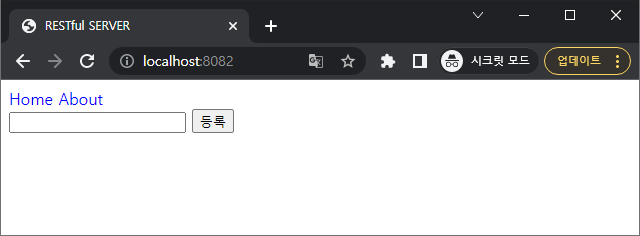 RESTful SERVER
localhost:8082
시크릿 모드
업데이트
Home About
등록